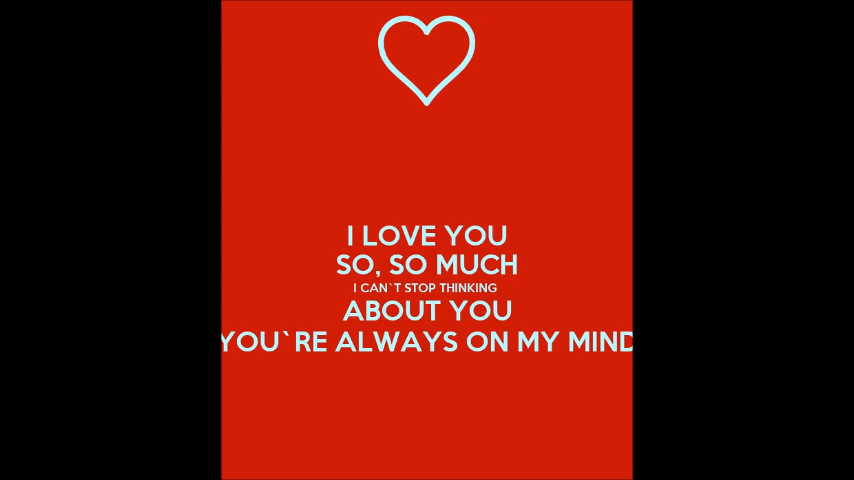 I LOVE YOU
SO, SO MUCH
I CAN`T STOP THINKING
ABOUT YOU
YOU`RE ALWAYS ON MY MIND